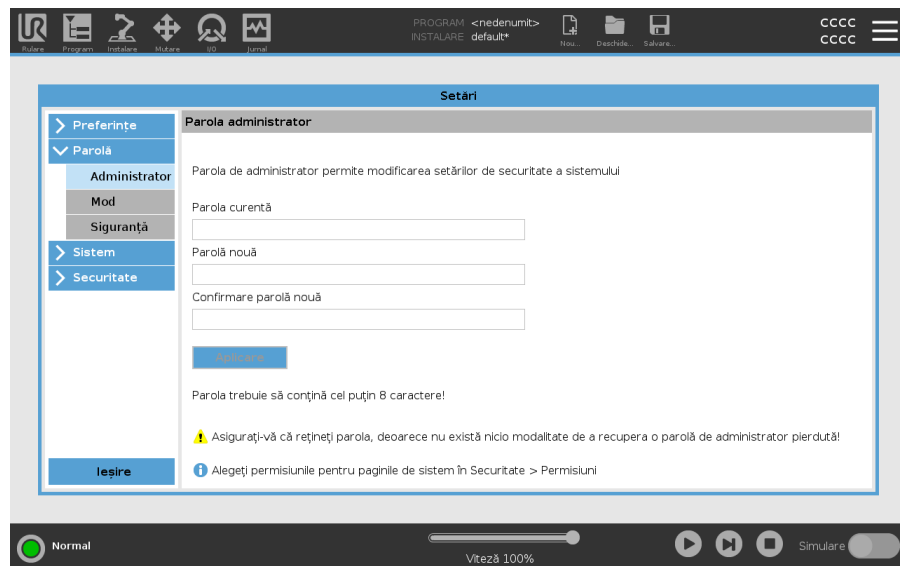 PROGRAM <nedenumit>
INSTALARE default*
cccc
cccc
Rulare Program Instalare Mutare I/O Jurnal Nou... Deschide... Salvare...
Setări
Preferințe
Parolă
Administrator
Mod
Siguranță
Sistem
Securitate
Ieșire
Parola administrator
Parola de administrator permite modificarea setărilor de securitate a sistemului
Parola curentă
Parolă nouă
Confirmare parolă nouă
Aplicare
Parola trebuie să conțină cel puțin 8 caractere!
Asigurați-vă că rețineți parola, deoarece nu există nicio modalitate de a recupera o parolă de administrator pierdută!
Alegeți permisiunile pentru paginile de sistem în Securitate > Permisiuni
Normal
Viteză 100%
Simulare